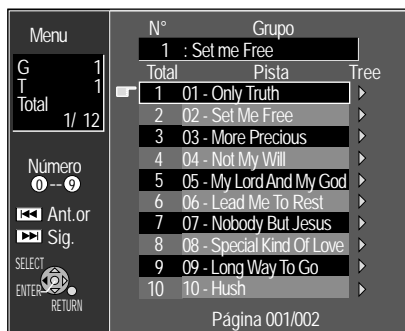 Menu
G 1
T 1
Total
1/ 12
Número
0 -- 9
Ant.or
Sig.
SELECT
ENTER
RETURN
N° Grupo
1 : Set me Free
Total Pista Tree
1 01 - Only Truth
2 02 - Set Me Free
3 03 - More Precious
4 04 - Not My Will
5 05 - My Lord And My God
6 06 - Lead Me To Rest
7 07 - Nobody But Jesus
8 08 - Special Kind Of Love
9 09 - Long Way To Go
10 10 - Hush
Página 001/002